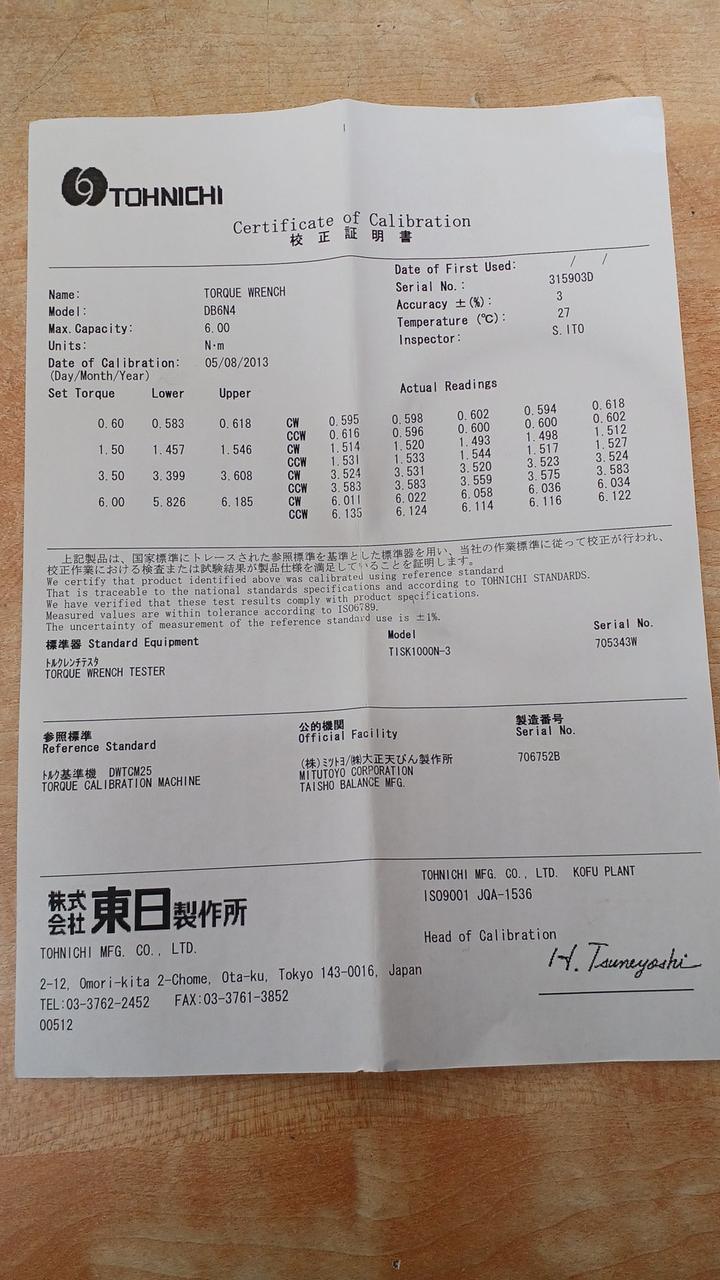 TOHNICHI
Certificate of Calibration
校 正 証 明 書
Date of First Used: / /
Name: TORQUE WRENCH Serial No.: 315903D
Model: DB6N4 Accuracy ±(%): 3
Max.Capacity: 6.00 Temperature (℃): 27
Units: N·m Inspector: S.ITO
Date of Calibration: 05/08/2013
(Day/Month/Year)
Set Torque Lower Upper Actual Readings
0.60 0.583 0.618 CW 0.595 0.598 0.602 0.594 0.618
CCW 0.616 0.596 0.600 0.600 0.602
1.50 1.457 1.546 CW 1.514 1.520 1.493 1.498 1.512
CCW 1.531 1.533 1.544 1.517 1.527
3.50 3.399 3.608 CW 3.524 3.531 3.520 3.523 3.524
CCW 3.583 3.583 3.559 3.575 3.583
6.00 5.826 6.185 CW 6.011 6.022 6.058 6.036 6.034
CCW 6.135 6.124 6.114 6.116 6.122
上記製品は、国家標準にトレースされた参照標準を基準とした標準器を用い、当社の作業標準に従って校正が行われ、
校正作業における検査または試験結果が製品仕様を満足していることを証明します。
We certify that product identified above was calibrated using reference standard
That is traceable to the national standards specifications and according to TOHNICHI STANDARDS.
We have verified that these test results comply with product specifications.
Measured values are within tolerance according to ISO6789.
The uncertainty of measurement of the reference standard use is ±1%.
標準器 Standard Equipment Model Serial No.
ﾄﾙｸﾚﾝﾁﾃｽﾀ TISK1000N-3 705343W
TORQUE WRENCH TESTER
参照標準 公的機関 製造番号
Reference Standard Official Facility Serial No.
ﾄﾙｸ基準機 DWTCM25 (株)ﾐﾂﾄﾖ/㈱大正天びん製作所 706752B
TORQUE CALIBRATION MACHINE MITUTOYO CORPORATION
TAISHO BALANCE MFG.
株式会社東日製作所
TOHNICHI MFG. CO., LTD. KOFU PLANT
ISO9001 JQA-1536
TOHNICHI MFG. CO., LTD.
Head of Calibration
H. Tsuneyoshi
2-12, Omori-kita 2-Chome, Ota-ku, Tokyo 143-0016, Japan
TEL:03-3762-2452 FAX:03-3761-3852
00512